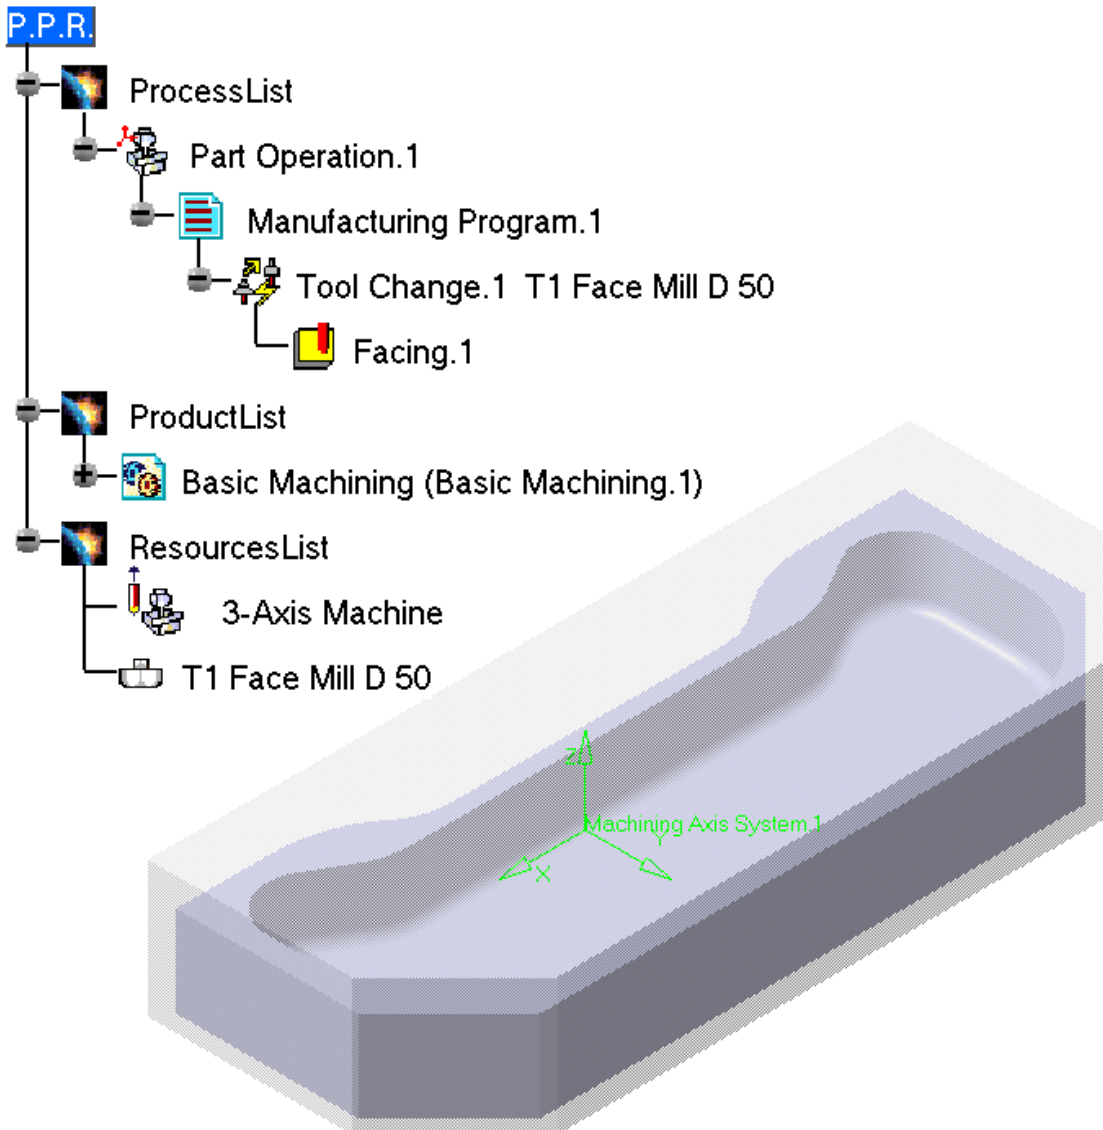 P.P.R.
ProcessList
Part Operation.1
Manufacturing Program.1
Tool Change.1 T1 Face Mill D 50
Facing.1
ProductList
Basic Machining (Basic Machining.1)
ResourcesList
3-Axis Machine
T1 Face Mill D 50
Z
Machining Axis System.1
Y
X